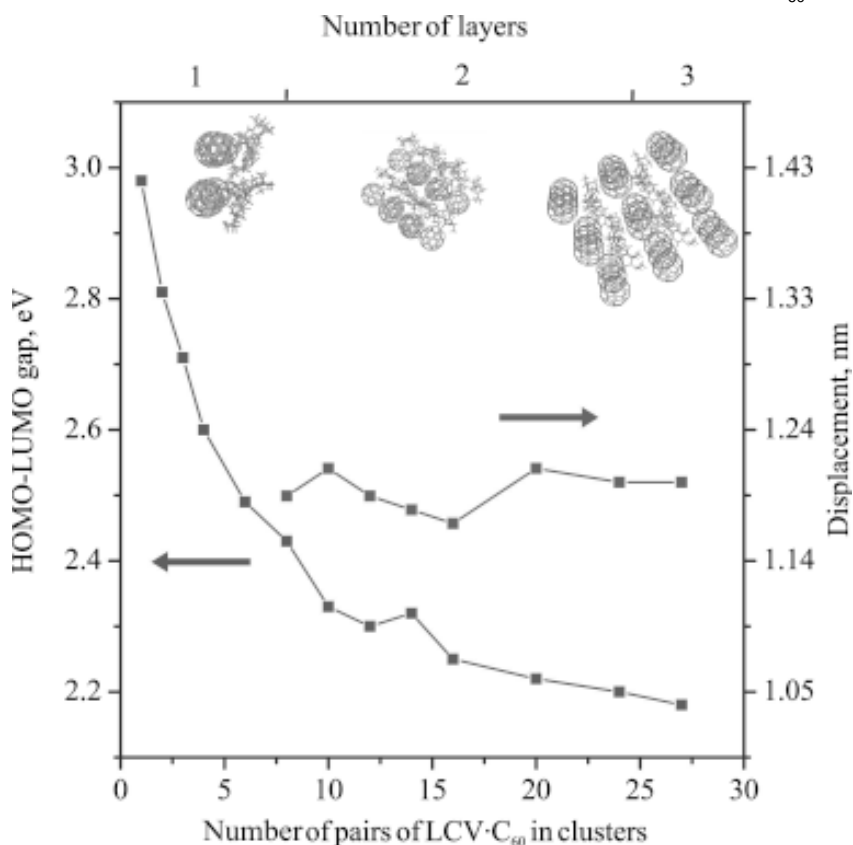 60
Number of layers
1 2 3
3.0
2.8
2.6
2.4
2.2
HOMO-LUMO gap, eV
1.43
1.33
1.24
1.14
1.05
Displacement, nm
0 5 10 15 20 25 30
Number of pairs of LCV·C₆₀ in clusters